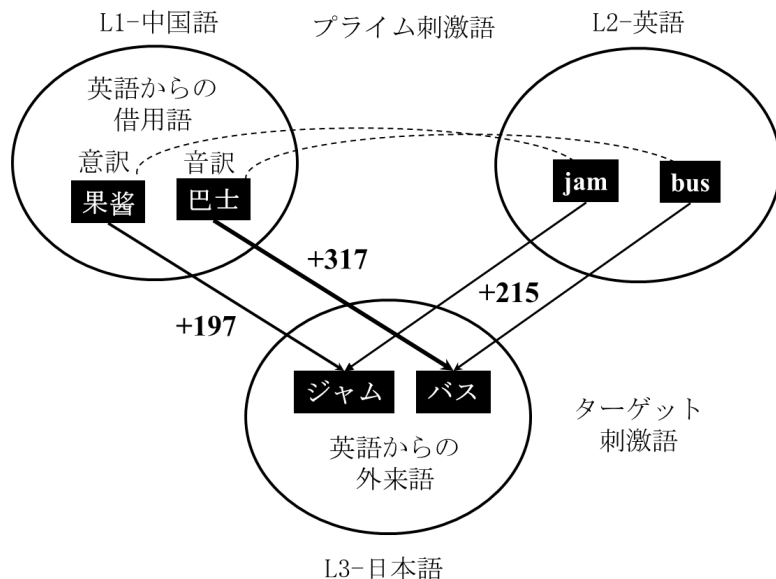 L1-中国語
プライム刺激語
L2-英語
英語からの
借用語
意訳
音訳
果酱
巴士
jam
bus
+317
+215
+197
ジャム
バス
ターゲット
刺激語
英語からの
外来語
L3-日本語